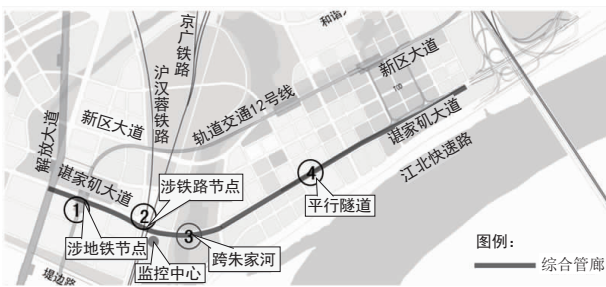 和谐大
京广铁路
沪汉蓉铁路
新区大道
轨道交通12号线
新区大道
解放大道
谌家矶大道
谌家矶大道
江北快速路
①
②
③
④
涉铁路节点
平行隧道
涉地铁节点
监控中心
跨朱家河
堤边路
图例：
综合管廊